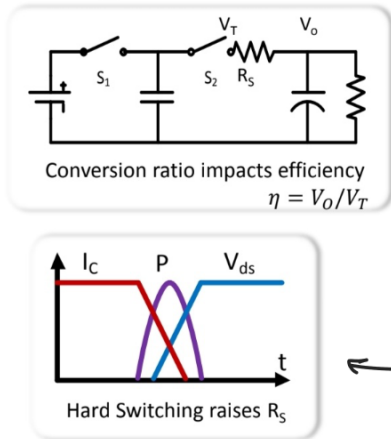 V_T V_o
S_1 S_2 R_S
Conversion ratio impacts efficiency
η = V_O/V_T
I_C P V_ds
t
Hard Switching raises R_S